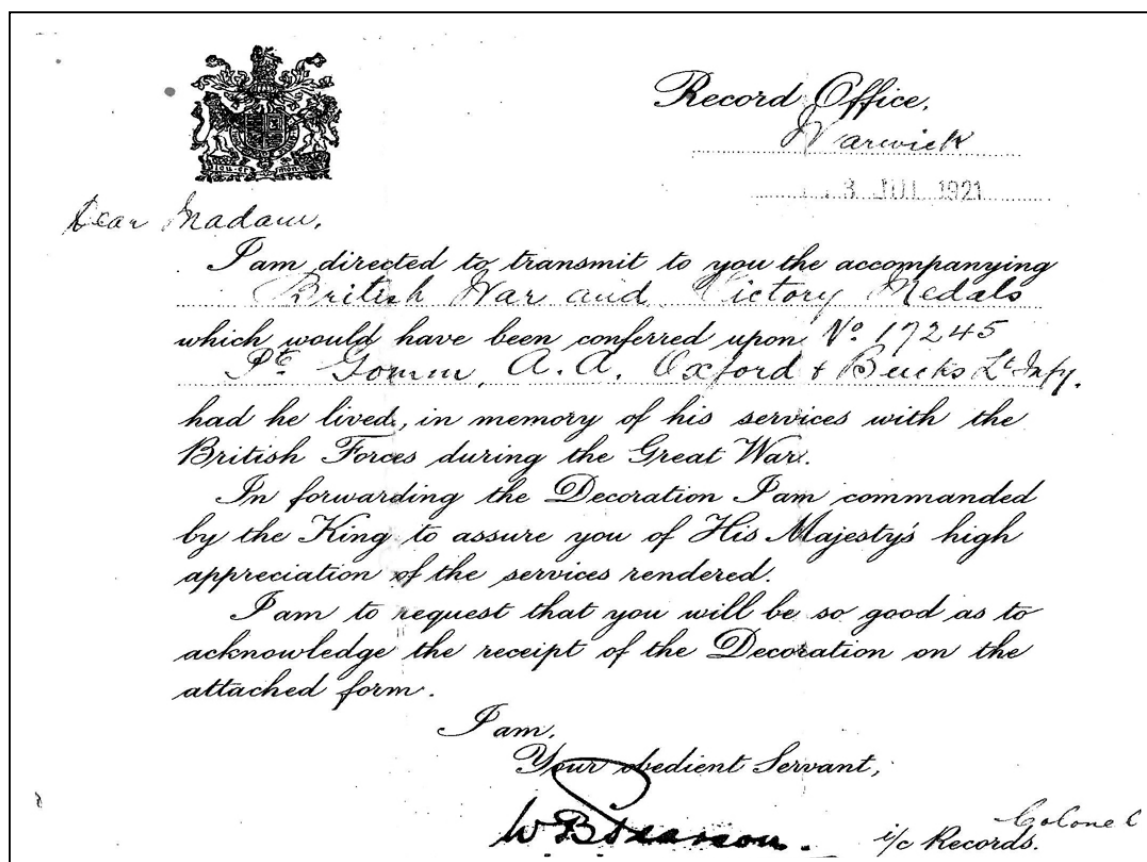 Record Office,
Warwick
3 JUL 1921
Dear Madam,
I am directed to transmit to you the accompanying
British War and Victory Medals
which would have been conferred upon No 17245
Pte Gomm, A.A. Oxford & Bucks Lt Infy.
had he lived, in memory of his services with the
British Forces during the Great War.
In forwarding the Decoration I am commanded
by the King to assure you of His Majesty's high
appreciation of the services rendered.
I am to request that you will be so good as to
acknowledge the receipt of the Decoration on the
attached form.
I am,
Your obedient Servant,
Colonel
i/c Records.